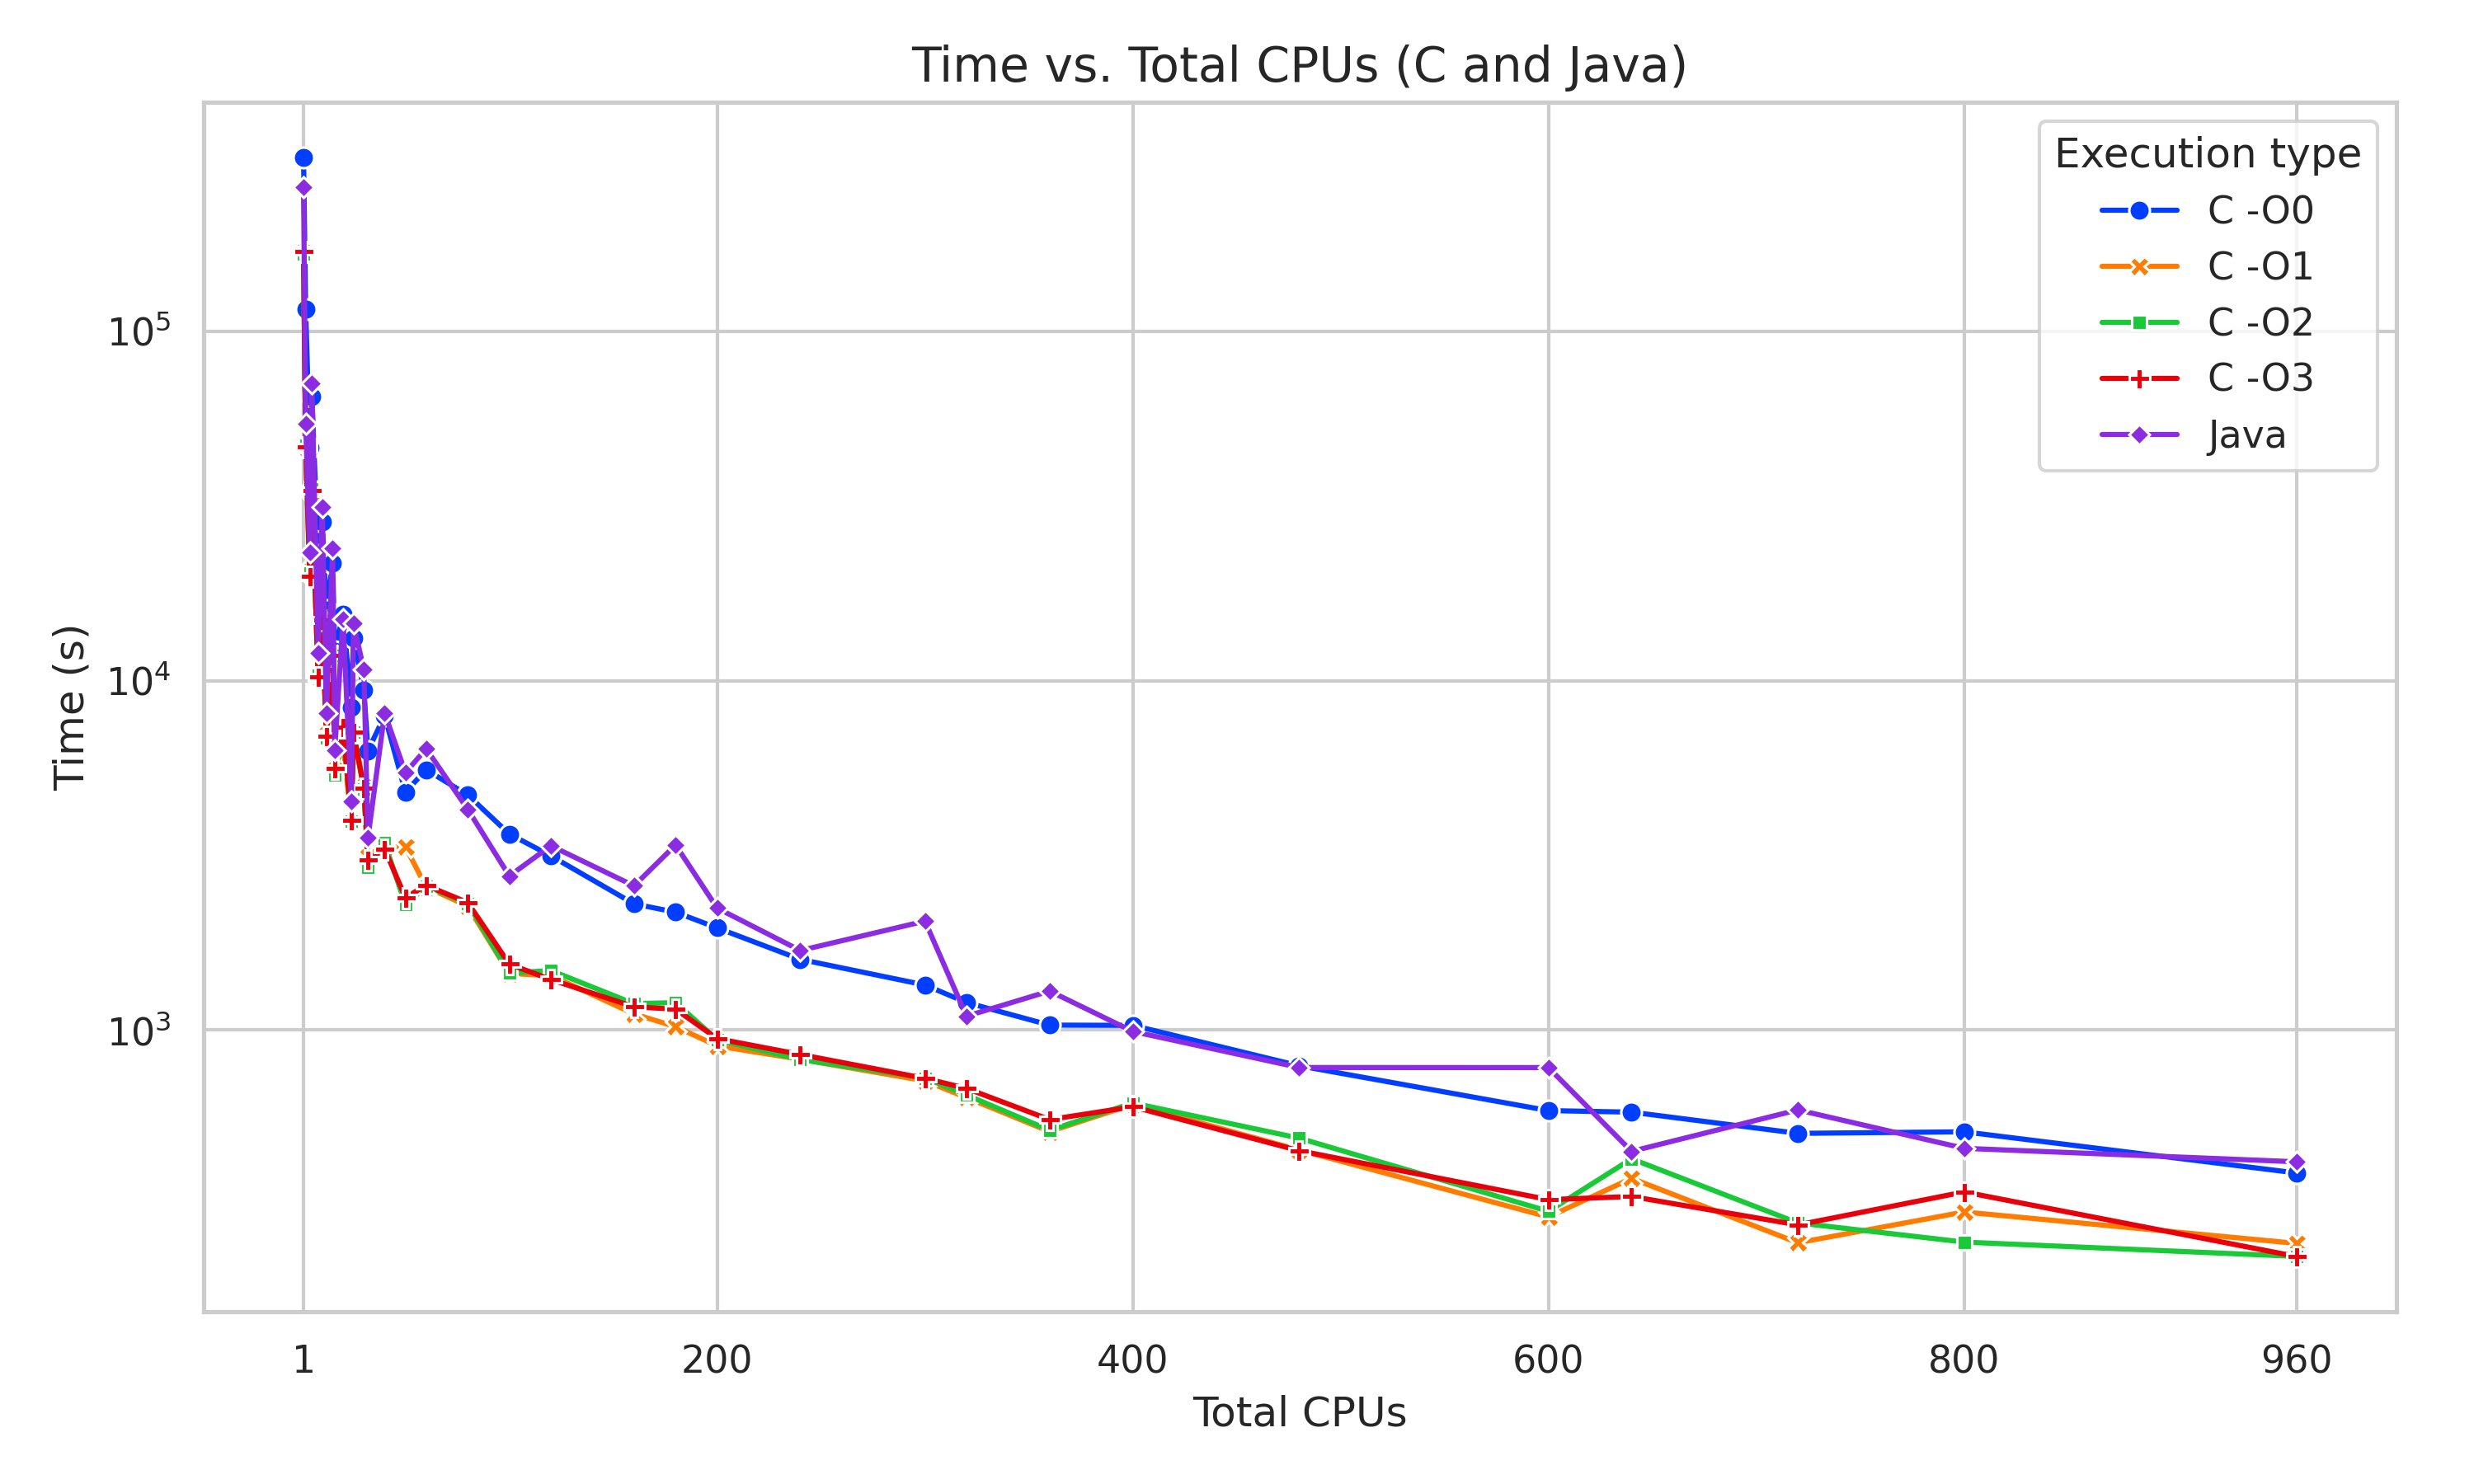 Time vs. Total CPUs (C and Java)
Execution type
C -O0
C -O1
C -O2
C -O3
Java
10⁵
10⁴
10³
Time (s)
1 200 400 600 800 960
Total CPUs